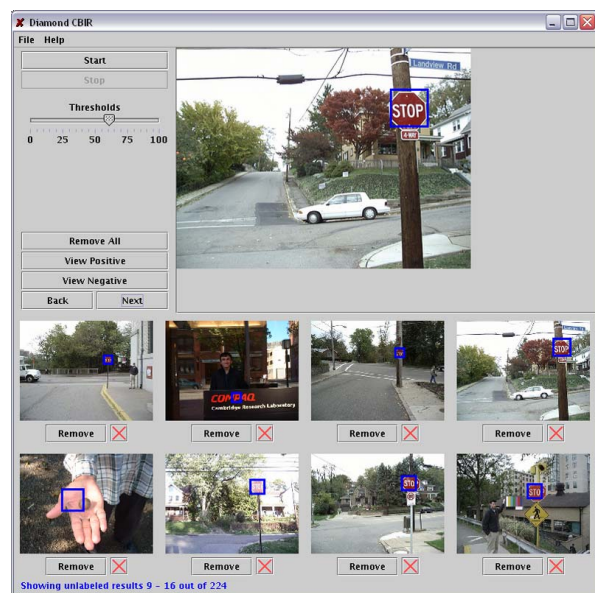 Diamond CBIR
File Help
Start
Stop
Thresholds
0 25 50 75 100
Remove All
View Positive
View Negative
Back Next
Landview Rd
STOP
4-WAY
COMPAQ
Cambridge Research Laboratory
STOP
Remove Remove Remove Remove
STO
STO
Remove Remove Remove Remove
Showing unlabeled results 9 - 16 out of 224